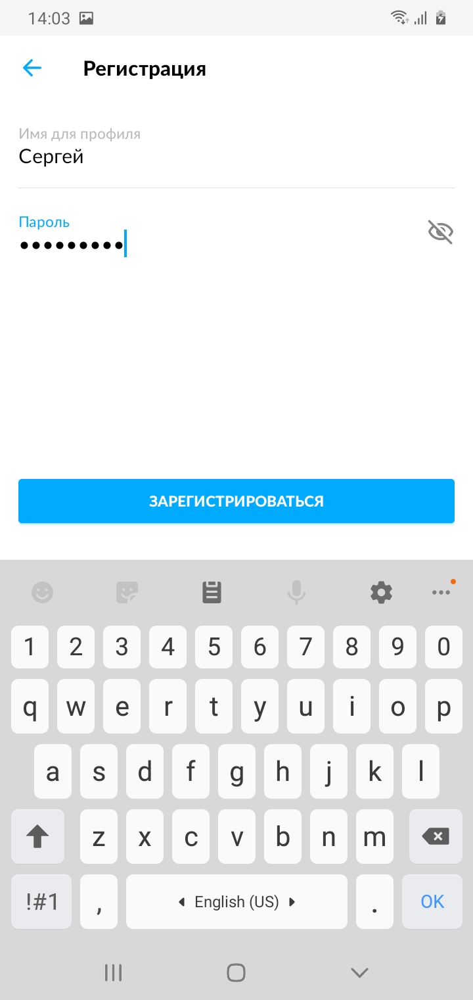 14:03
Регистрация
Имя для профиля
Сергей
Пароль
•••••••••
ЗАРЕГИСТРИРОВАТЬСЯ
1 2 3 4 5 6 7 8 9 0
q w e r t y u i o p
a s d f g h j k l
z x c v b n m
!#1 , English (US) . OK